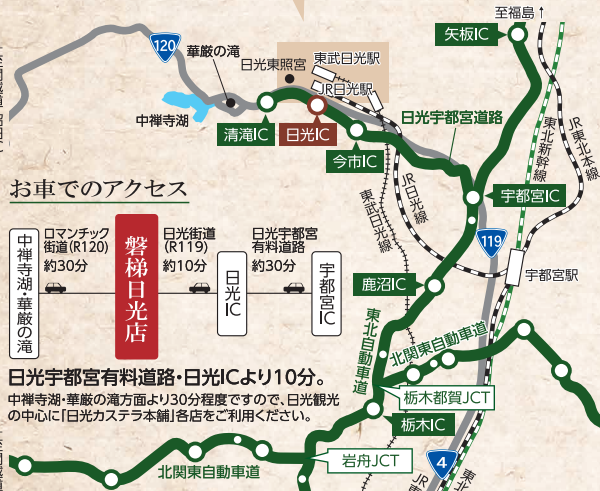 至福島↑
矢板IC
120
華厳の滝
日光東照宮
東武日光駅
JR日光駅
中禅寺湖
清滝IC
日光IC
今市IC
日光宇都宮道路
東北新幹線
JR東北本線
お車でのアクセス
東武日光線
JR日光線
宇都宮IC
119
宇都宮駅
中禅寺湖・華厳の滝
ロマンチック
街道(R120)
約30分
磐梯日光店
日光街道
(R119)
約10分
日光IC
日光宇都宮
有料道路
約30分
宇都宮IC
鹿沼IC
東北自動車道
北関東自動車道
日光宇都宮有料道路・日光ICより10分。
中禅寺湖・華厳の滝方面より30分程度ですので、日光観光
の中心に「日光カステラ本舗」各店をご利用ください。
栃木都賀JCT
栃木IC
岩舟JCT
北関東自動車道
4